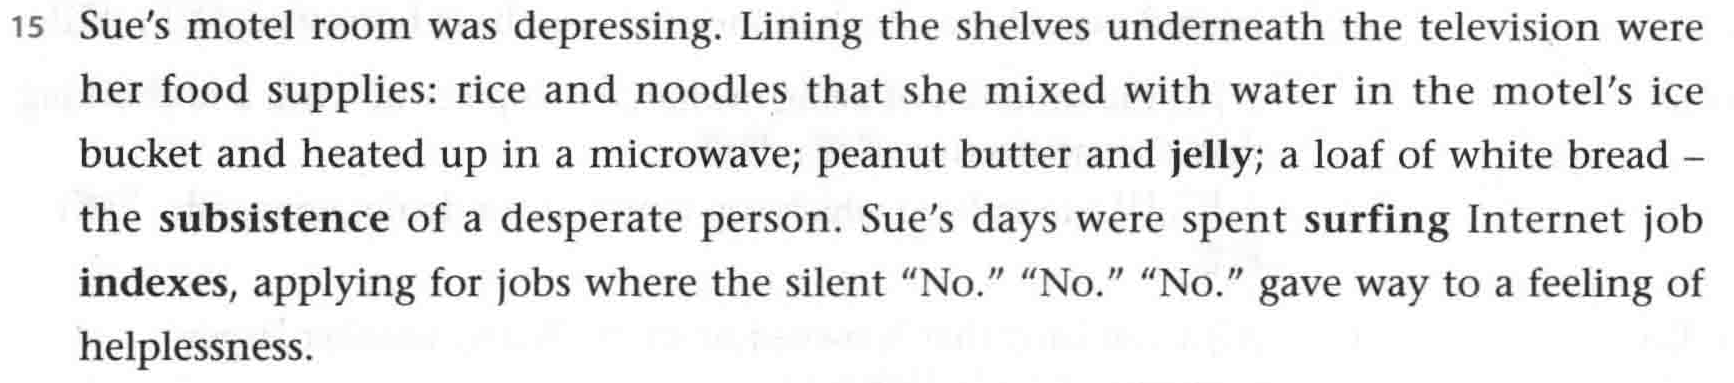 15 Sue's motel room was depressing. Lining the shelves underneath the television were
her food supplies: rice and noodles that she mixed with water in the motel's ice
bucket and heated up in a microwave; peanut butter and jelly; a loaf of white bread –
the subsistence of a desperate person. Sue's days were spent surfing Internet job
indexes, applying for jobs where the silent “No.” “No.” “No.” gave way to a feeling of
helplessness.